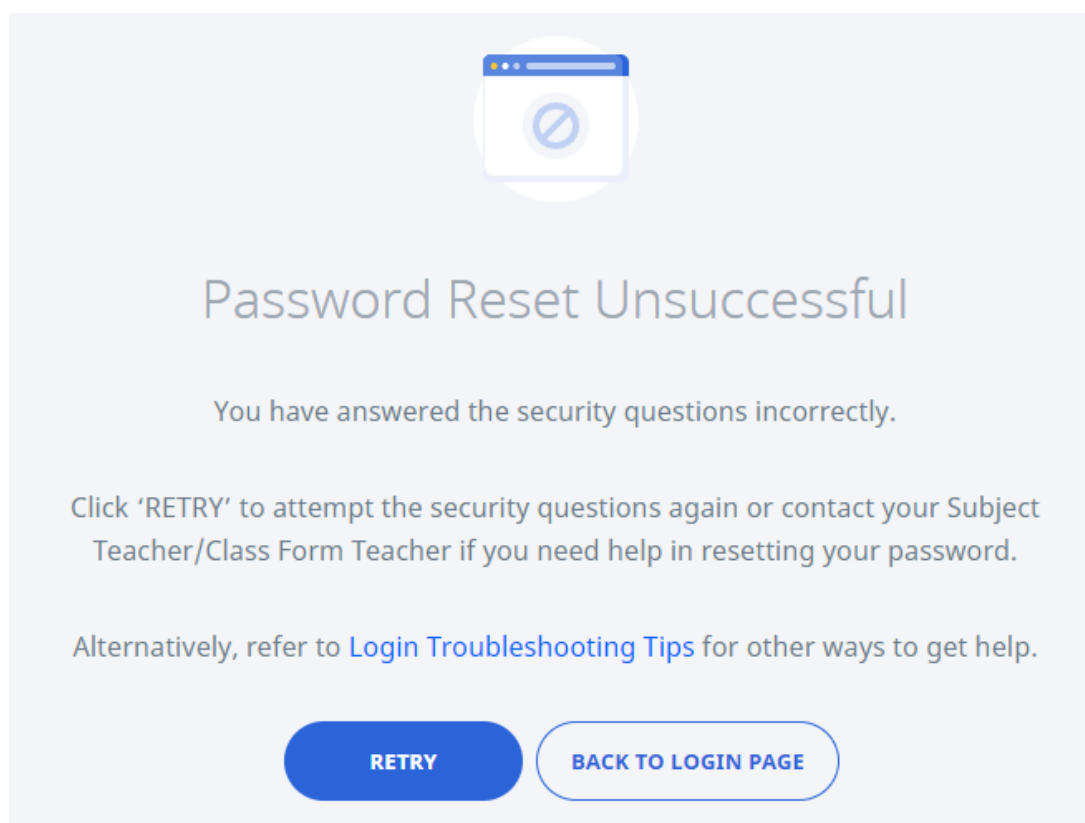 Password Reset Unsuccessful
You have answered the security questions incorrectly.
Click ‘RETRY’ to attempt the security questions again or contact your Subject
Teacher/Class Form Teacher if you need help in resetting your password.
Alternatively, refer to Login Troubleshooting Tips for other ways to get help.
RETRY
BACK TO LOGIN PAGE